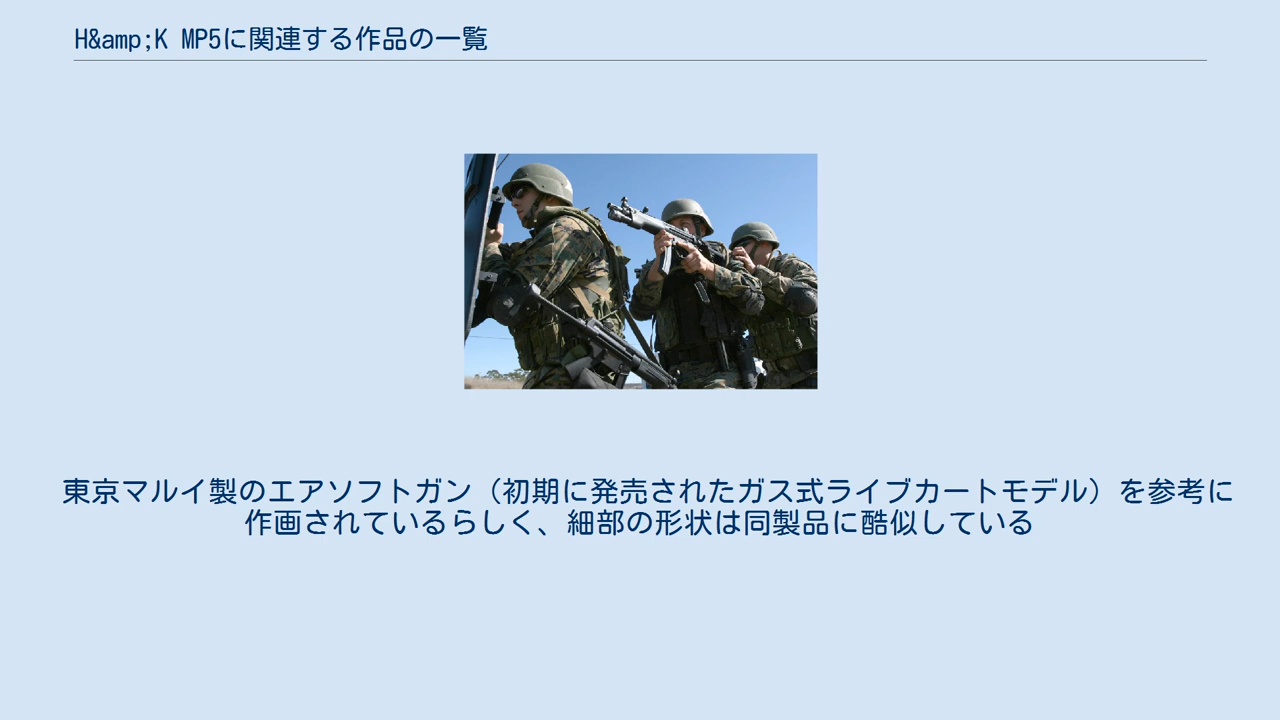 H&amp;K MP5に関連する作品の一覧
東京マルイ製のエアソフトガン（初期に発売されたガス式ライブカートモデル）を参考に
作画されているらしく、細部の形状は同製品に酷似している